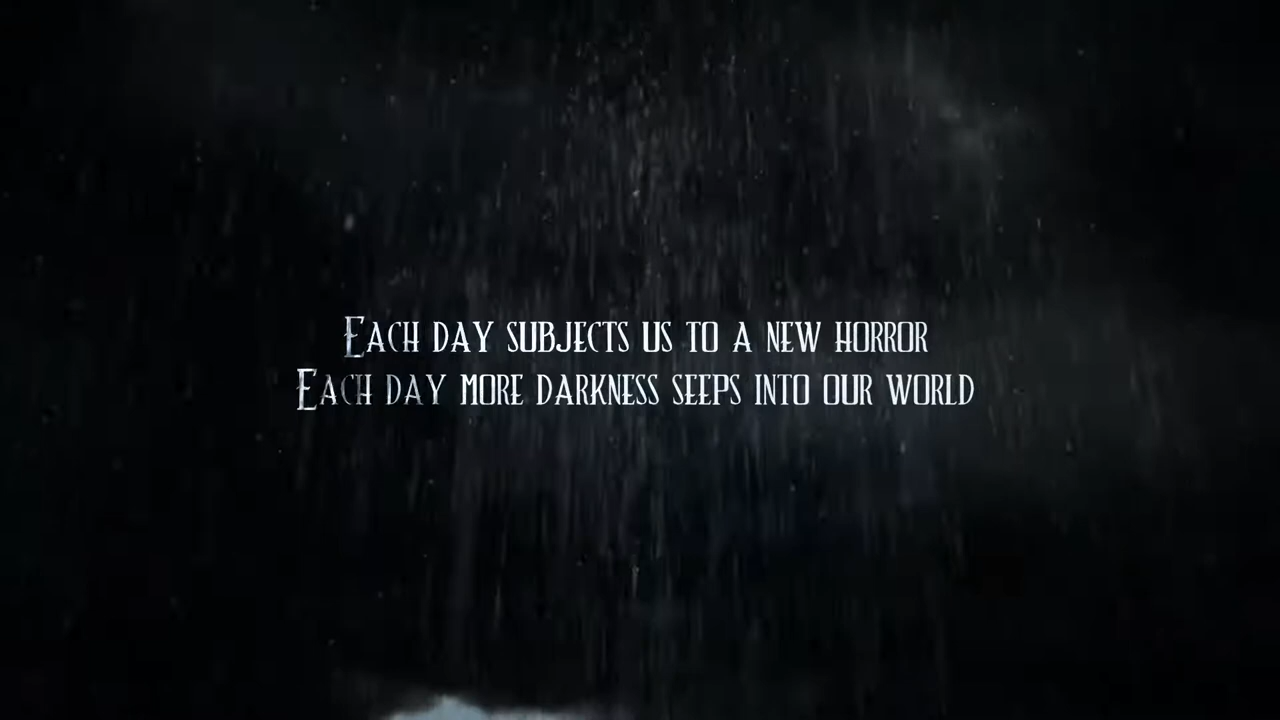 Each day subjects us to a new horror
Each day more darkness seeps into our world